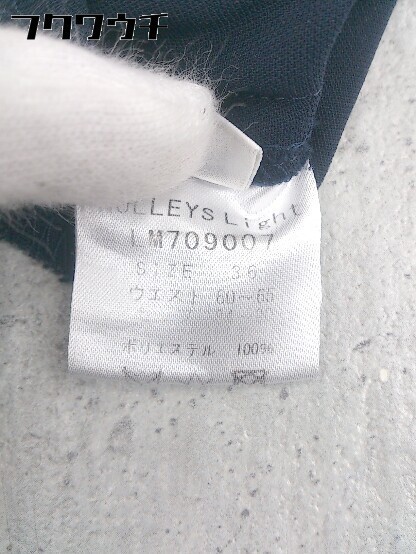 フクワウチ
OLLEYs Light
LM709007
SIZE 36
ウエスト 60~65
ポリエステル 100%